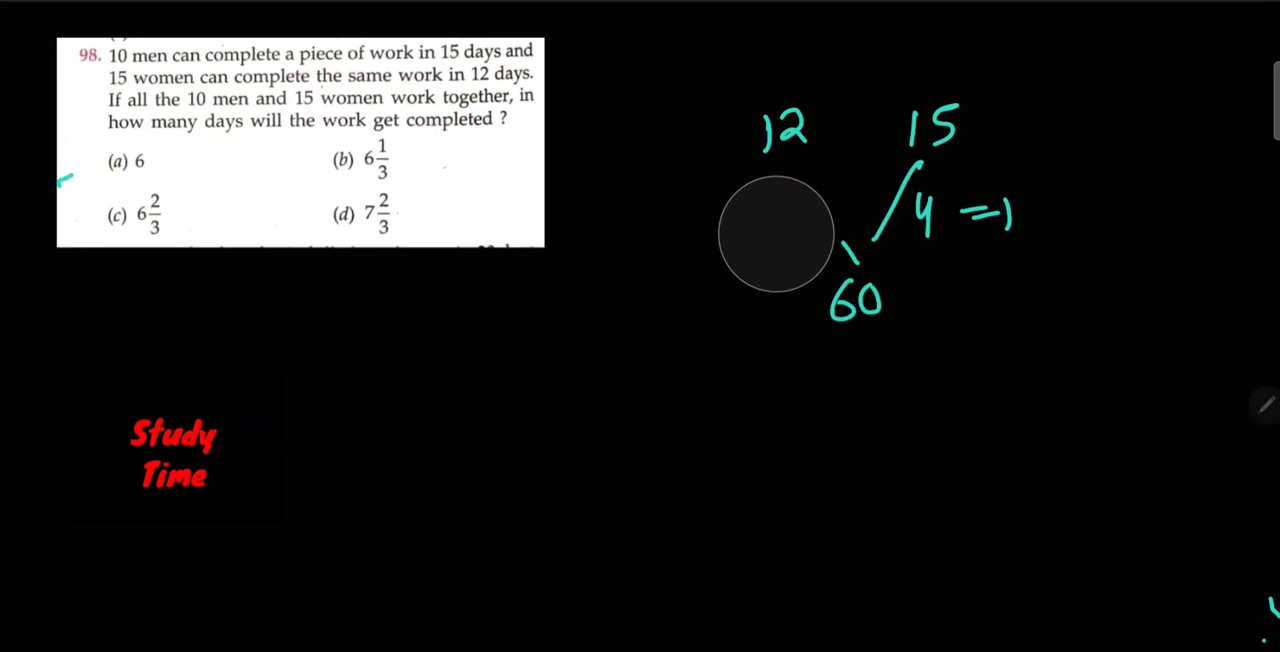 98. 10 men can complete a piece of work in 15 days and
15 women can complete the same work in 12 days.
If all the 10 men and 15 women work together, in
how many days will the work get completed ?
(a) 6 (b) 6 1/3
(c) 6 2/3 (d) 7 2/3
12 15
4 =1
60
Study
Time